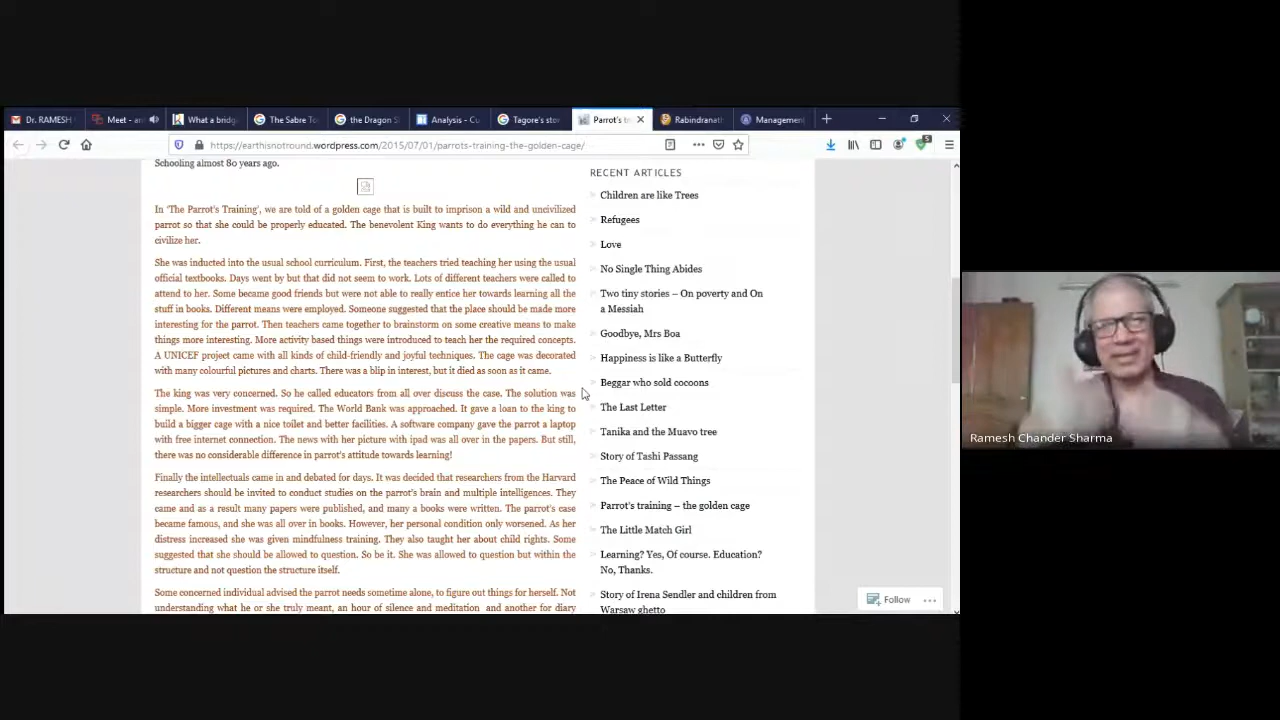 Dr. RAMESH
Meet - an
What a bridg
The Sabre To
the Dragon S
Analysis - Cu
Tagore's stor
Parrot's tr
Rabindranat
Management
https://earthisnotround.wordpress.com/2015/07/01/parrots-training-the-golden-cage/
5
Schooling almost 80 years ago.
In 'The Parrot's Training', we are told of a golden cage that is built to imprison a wild and uncivilized
parrot so that she could be properly educated. The benevolent King wants to do everything he can to
civilize her.
She was inducted into the usual school curriculum. First, the teachers tried teaching her using the usual
official textbooks. Days went by but that did not seem to work. Lots of different teachers were called to
attend to her. Some became good friends but were not able to really entice her towards learning all the
stuff in books. Different means were employed. Someone suggested that the place should be made more
interesting for the parrot. Then teachers came together to brainstorm on some creative means to make
things more interesting. More activity based things were introduced to teach her the required concepts.
A UNICEF project came with all kinds of child-friendly and joyful techniques. The cage was decorated
with many colourful pictures and charts. There was a blip in interest, but it died as soon as it came.
The king was very concerned. So he called educators from all over discuss the case. The solution was
simple. More investment was required. The World Bank was approached. It gave a loan to the king to
build a bigger cage with a nice toilet and better facilities. A software company gave the parrot a laptop
with free internet connection. The news with her picture with ipad was all over in the papers. But still,
there was no considerable difference in parrot's attitude towards learning!
Finally the intellectuals came in and debated for days. It was decided that researchers from the Harvard
researchers should be invited to conduct studies on the parrot's brain and multiple intelligences. They
came and as a result many papers were published, and many a books were written. The parrot's case
became famous, and she was all over in books. However, her personal condition only worsened. As her
distress increased she was given mindfulness training. They also taught her about child rights. Some
suggested that she should be allowed to question. So be it. She was allowed to question but within the
structure and not question the structure itself.
Some concerned individual advised the parrot needs sometime alone, to figure out things for herself. Not
understanding what he or she truly meant, an hour of silence and meditation and another for diary
RECENT ARTICLES
Children are like Trees
Refugees
Love
No Single Thing Abides
Two tiny stories – On poverty and On
a Messiah
Goodbye, Mrs Boa
Happiness is like a Butterfly
Beggar who sold cocoons
The Last Letter
Tanika and the Muavo tree
Story of Tashi Passang
The Peace of Wild Things
Parrot's training – the golden cage
The Little Match Girl
Learning? Yes, Of course. Education?
No, Thanks.
Story of Irena Sendler and children from
Warsaw ghetto
Follow
Ramesh Chander Sharma